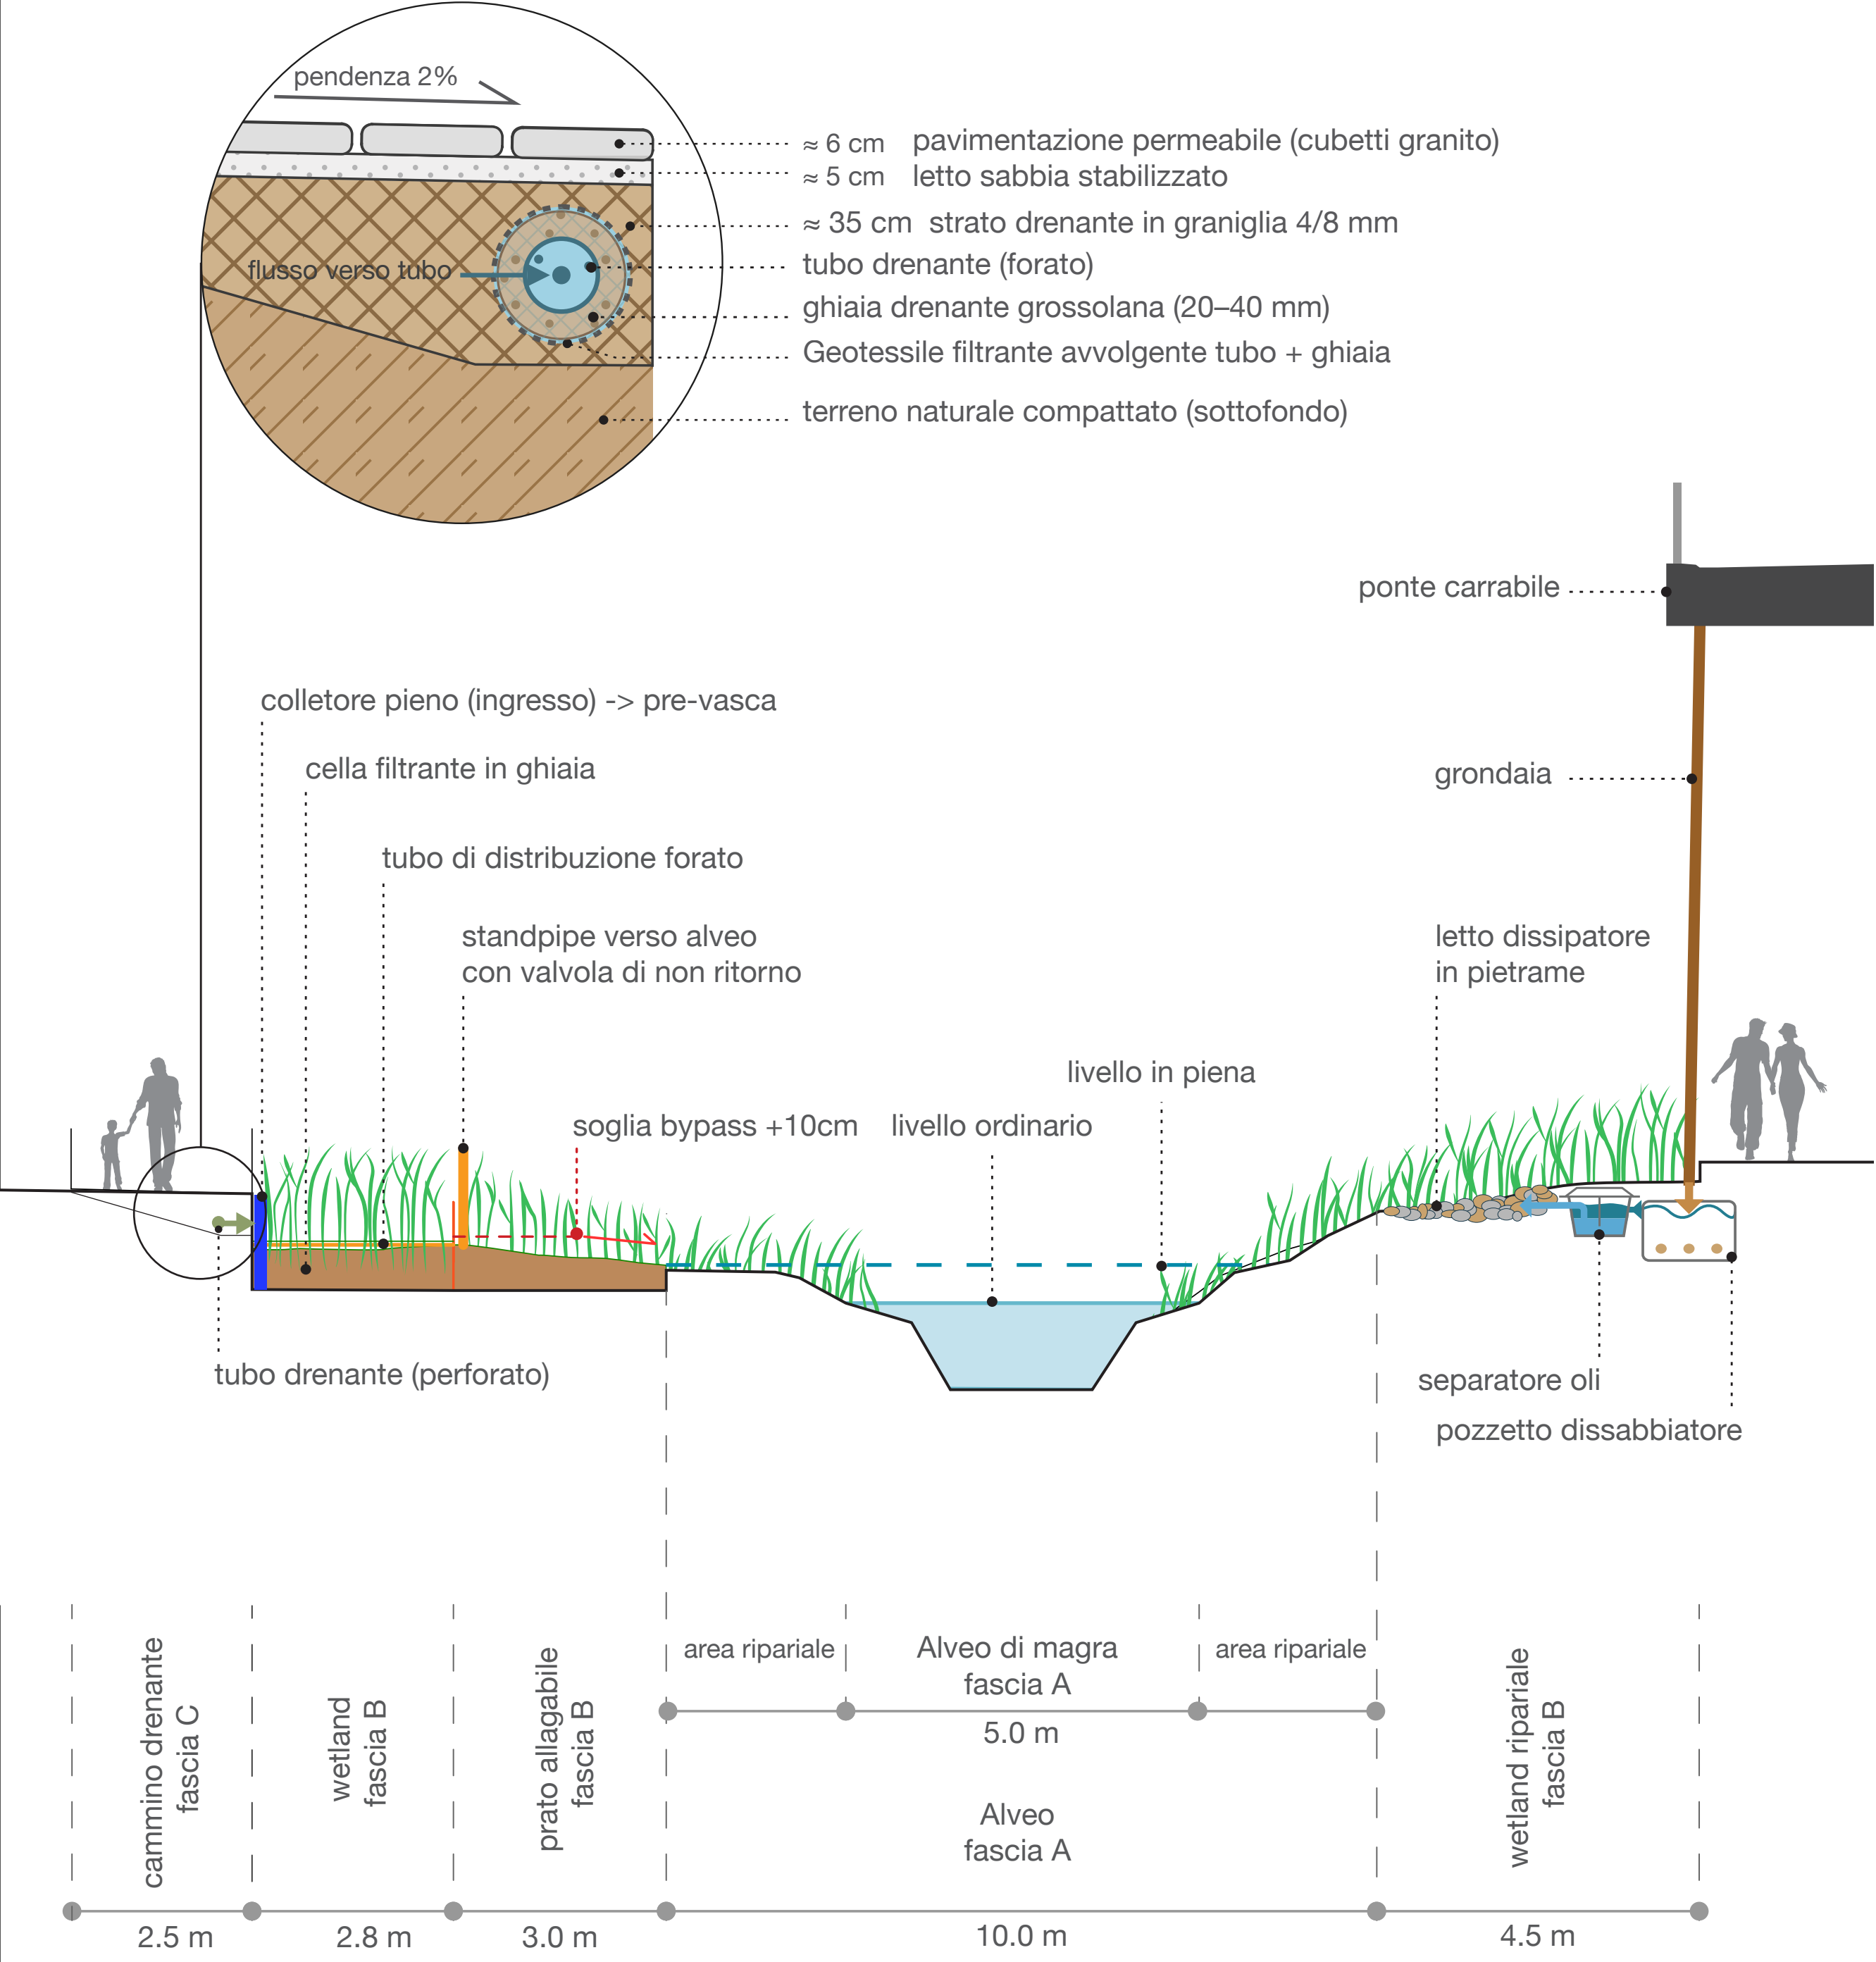 pendenza 2%
≈ 6 cm pavimentazione permeabile (cubetti granito)
≈ 5 cm letto sabbia stabilizzato
≈ 35 cm strato drenante in graniglia 4/8 mm
flusso verso tubo
tubo drenante (forato)
ghiaia drenante grossolana (20–40 mm)
Geotessile filtrante avvolgente tubo + ghiaia
terreno naturale compattato (sottofondo)
ponte carrabile
colletore pieno (ingresso) -> pre-vasca
cella filtrante in ghiaia
grondaia
tubo di distribuzione forato
standpipe verso alveo
con valvola di non ritorno
letto dissipatore
in pietrame
livello in piena
soglia bypass +10cm
livello ordinario
tubo drenante (perforato)
separatore oli
pozzetto dissabbiatore
cammino drenante
fascia C
wetland
fascia B
prato allagabile
fascia B
area ripariale
Alveo di magra
fascia A
area ripariale
5.0 m
Alveo
fascia A
wetland ripariale
fascia B
2.5 m
2.8 m
3.0 m
10.0 m
4.5 m